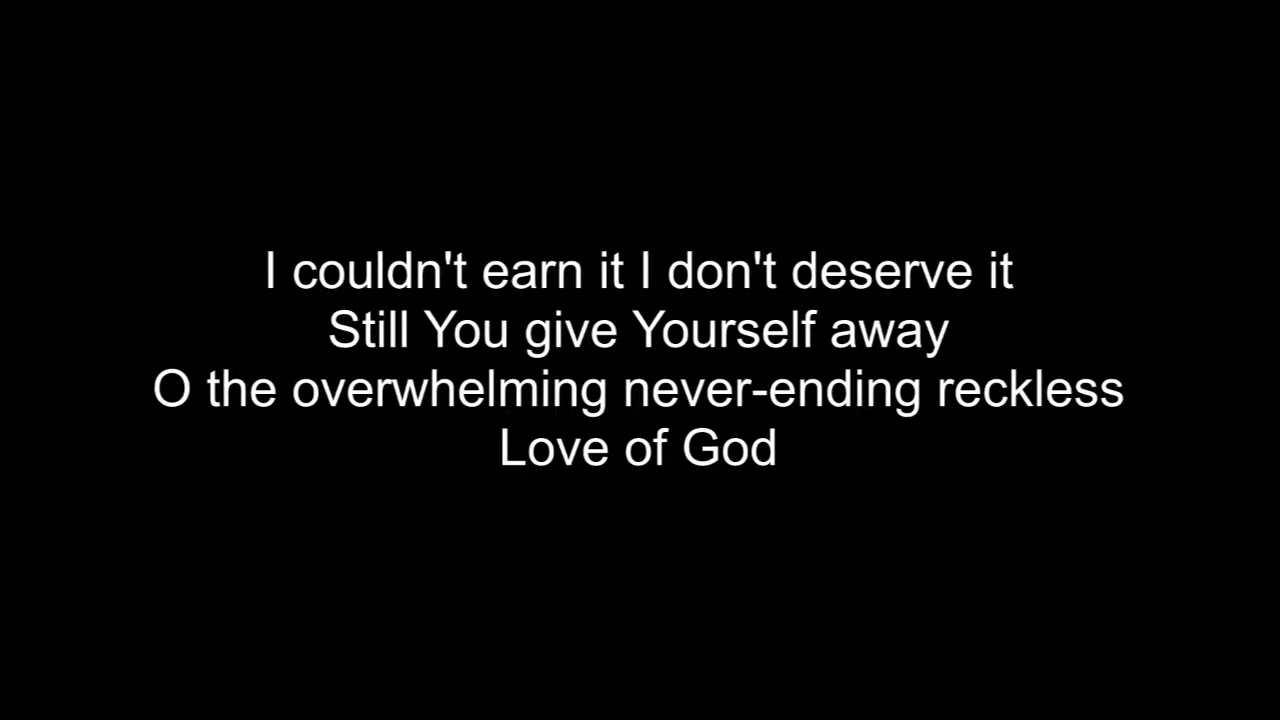 I couldn't earn it I don't deserve it
Still You give Yourself away
O the overwhelming never-ending reckless
Love of God